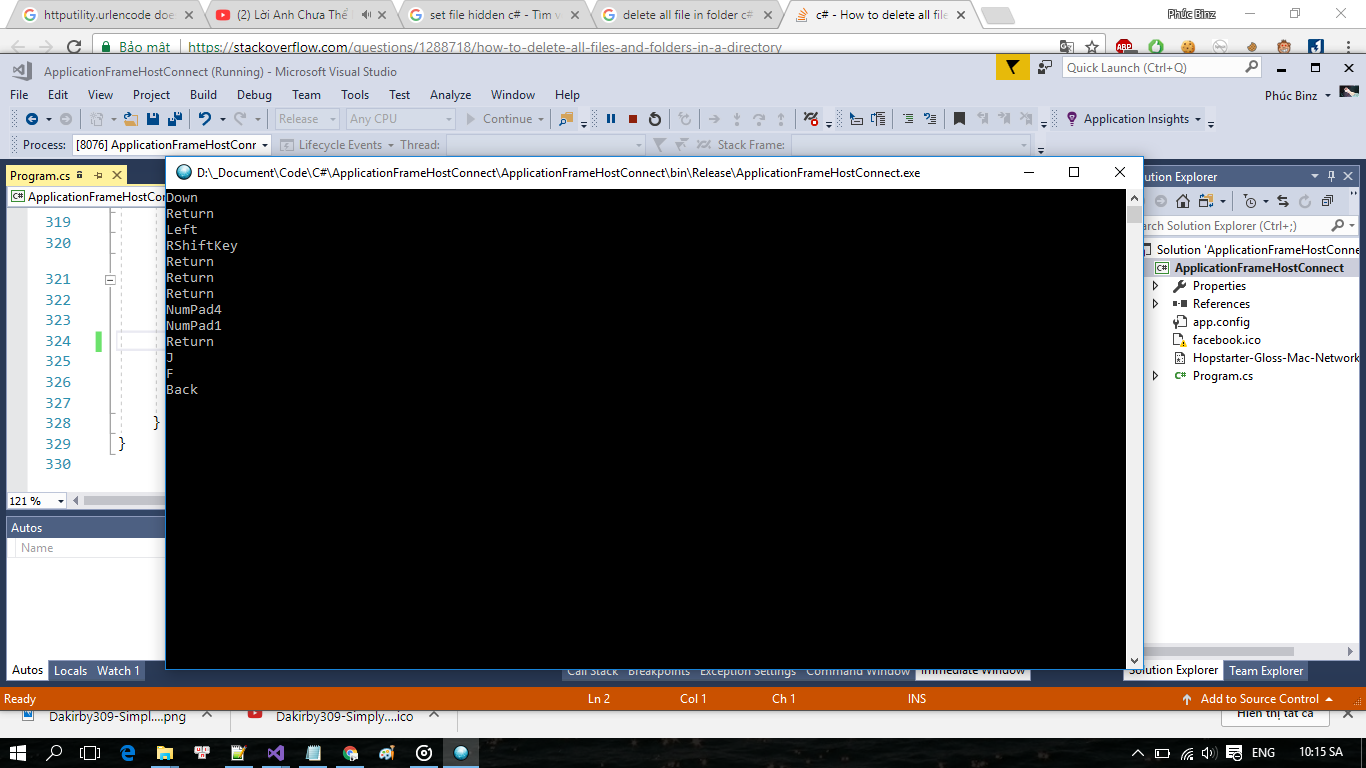 httputility.urlencode doe
(2) Lời Anh Chưa Thể
set file hidden c# - Tìm v
delete all file in folder c#
c# - How to delete all file
Phúc Binz
Bảo mật https://stackoverflow.com/questions/1288718/how-to-delete-all-files-and-folders-in-a-directory
ABP
ApplicationFrameHostConnect (Running) - Microsoft Visual Studio
Quick Launch (Ctrl+Q)
File Edit View Project Build Debug Team Tools Test Analyze Window Help
Phúc Binz
Release Any CPU Continue Application Insights
Process: [8076] ApplicationFrameHostConr Lifecycle Events Thread: Stack Frame:
Program.cs
D:\_Document\Code\C#\ApplicationFrameHostConnect\ApplicationFrameHostConnect\bin\Release\ApplicationFrameHostConnect.exe
C# ApplicationFrameHostCor
319
320
321
322
323
324
325
326
327
328 }
329 }
330
121 %
Autos
Name
Autos Locals Watch 1
Down
Return
Left
RShiftKey
Return
Return
Return
NumPad4
NumPad1
Return
J
F
Back
ution Explorer
arch Solution Explorer (Ctrl+;)
Solution 'ApplicationFrameHostConne
C# ApplicationFrameHostConnect
Properties
References
app.config
facebook.ico
Hopstarter-Gloss-Mac-Network
C# Program.cs
Call Stack Breakpoints Exception Settings Command Window Immediate Window
Solution Explorer Team Explorer
Ready Ln 2 Col 1 Ch 1 INS Add to Source Control
Dakirby309-Simpl....png
Dakirby309-Simply....ico
Hiển thị tất cả
ENG 10:15 SA